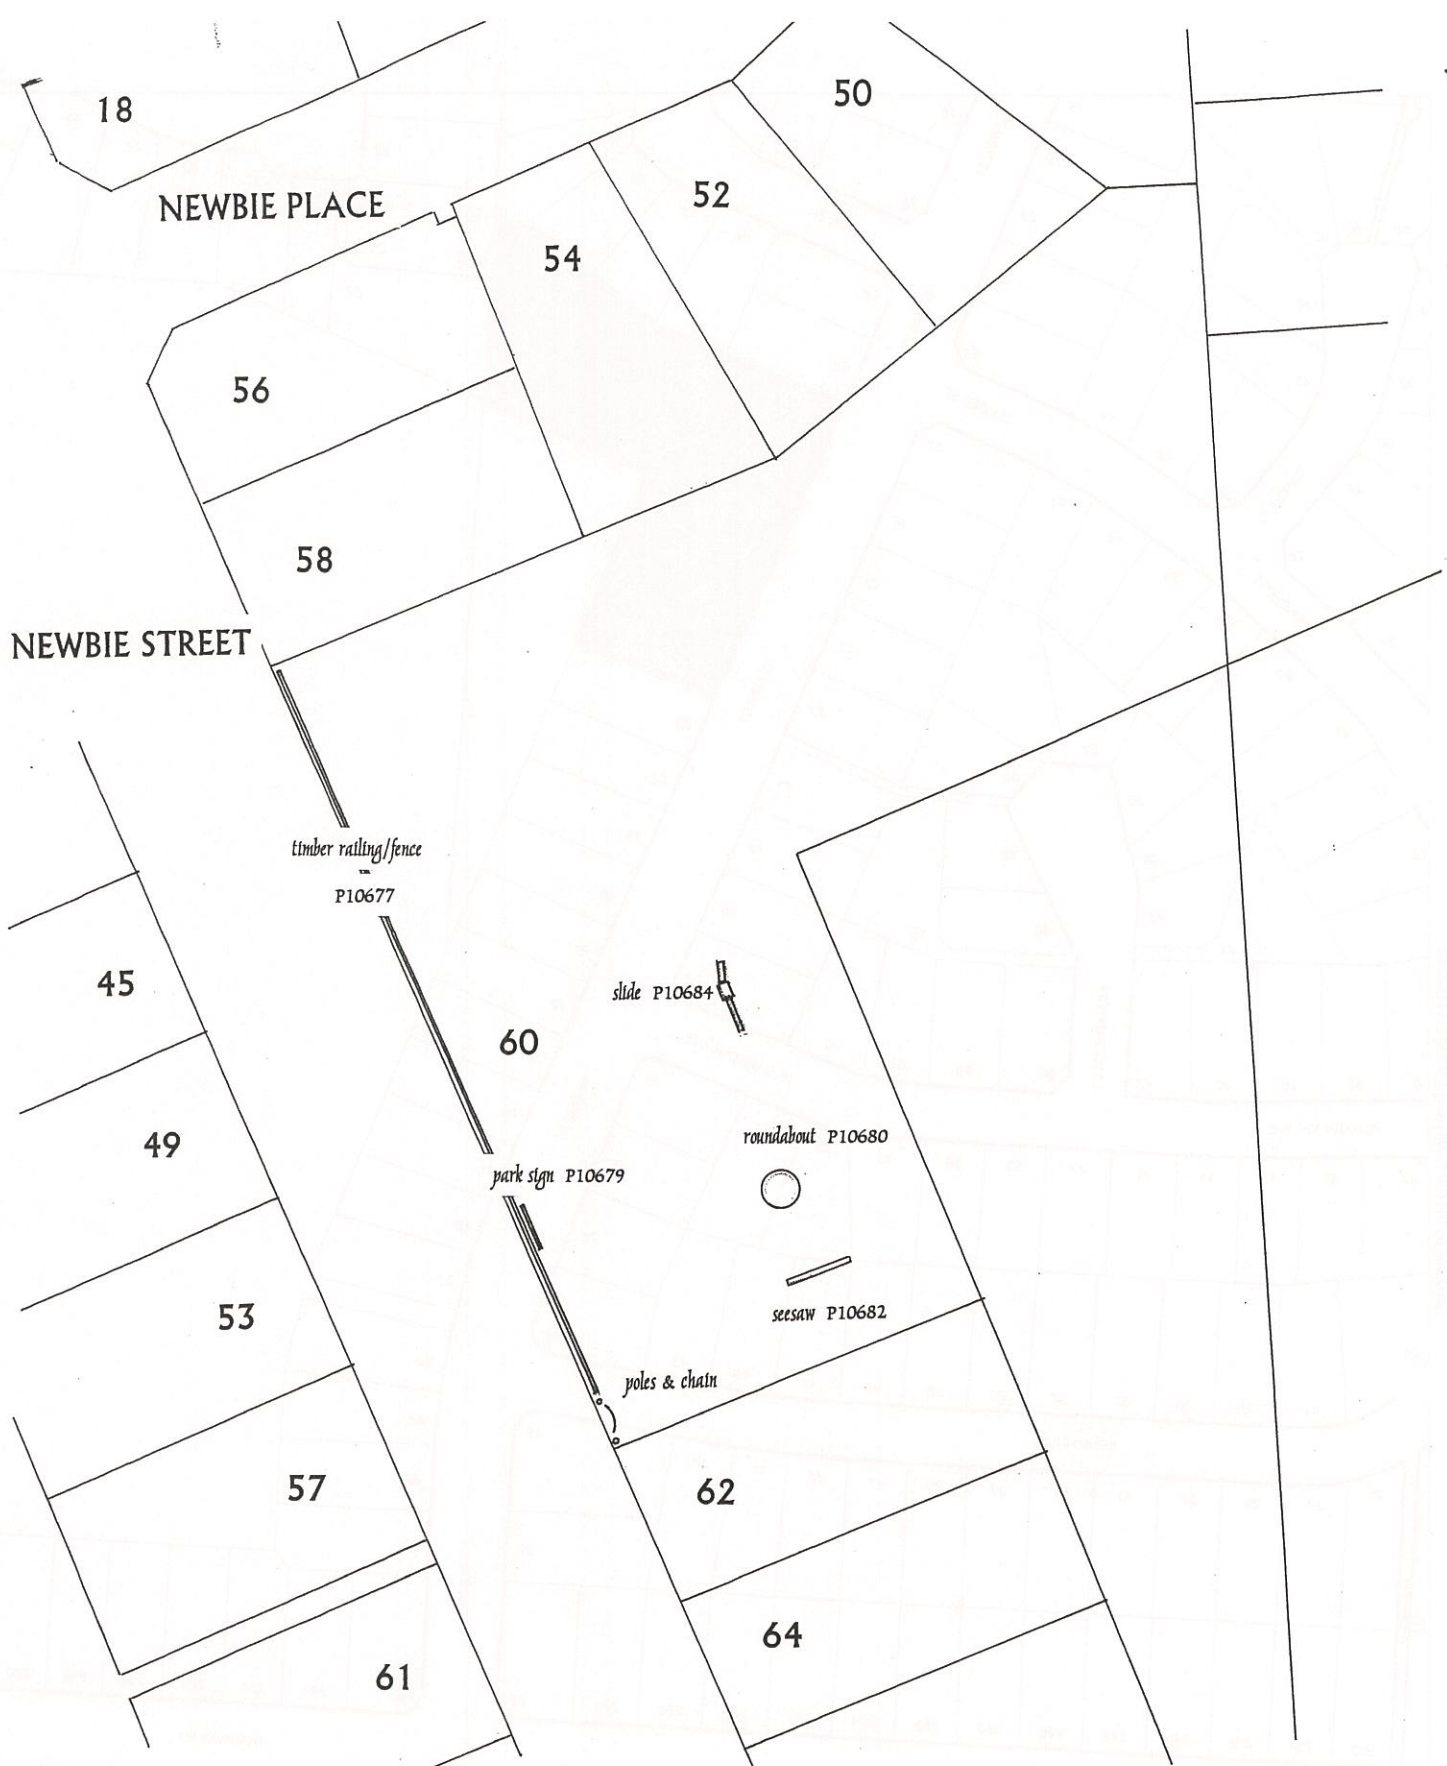 18
50
NEWBIE PLACE
52
54
56
58
NEWBIE STREET
timber railing/fence
P10677
45
slide P10684
60
49
roundabout P10680
park sign P10679
53
seesaw P10682
poles & chain
57
62
64
61